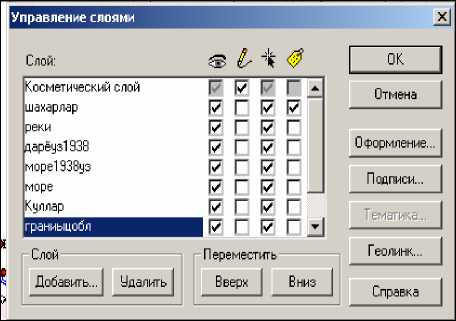 Управление слоями
Слой:
OK
Косметический слой
Отмена
шахарлар
реки
дарёуз1938
Оформление...
море1938уз
море
Подписи...
Куллар
граниыцобл
Тематика...
Слой
Переместить
Геолинк...
Добавить...
Удалить
Вверх
Вниз
Справка